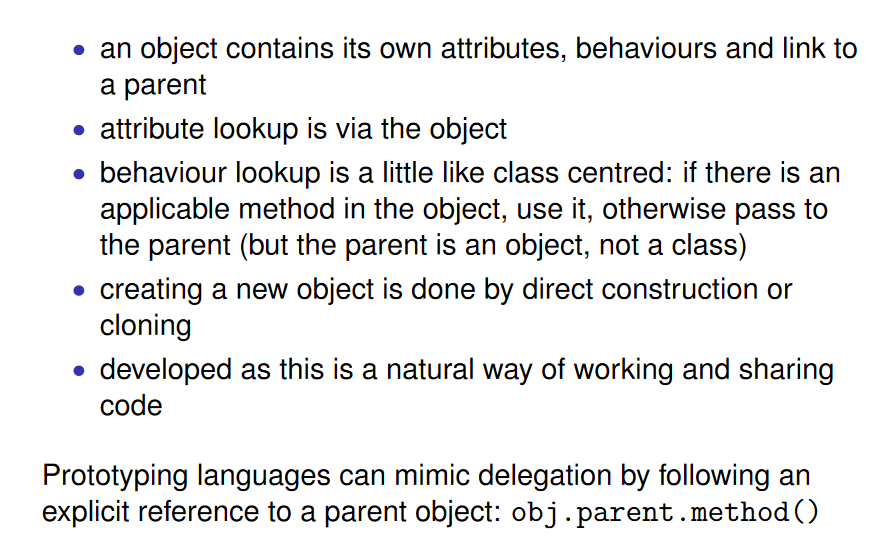 • an object contains its own attributes, behaviours and link to
a parent
• attribute lookup is via the object
• behaviour lookup is a little like class centred: if there is an
applicable method in the object, use it, otherwise pass to
the parent (but the parent is an object, not a class)
• creating a new object is done by direct construction or
cloning
• developed as this is a natural way of working and sharing
code
Prototyping languages can mimic delegation by following an
explicit reference to a parent object: obj.parent.method()